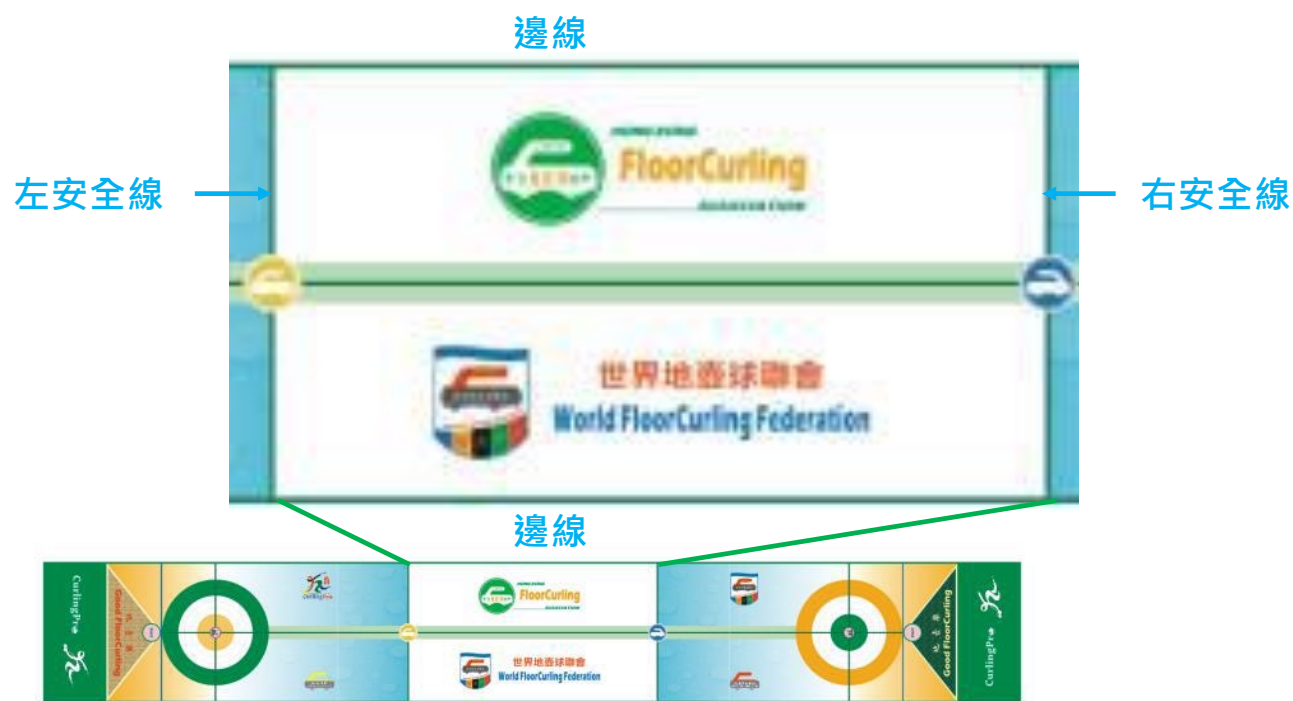 邊線
左安全線
右安全線
FloorCurling
世界地壺球聯會
World FloorCurling Federation
邊線
CurlingPro
Good FloorCurling
CurlingPro
FloorCurling
世界地壺球聯會
World FloorCurling Federation
Good FloorCurling
CurlingPro